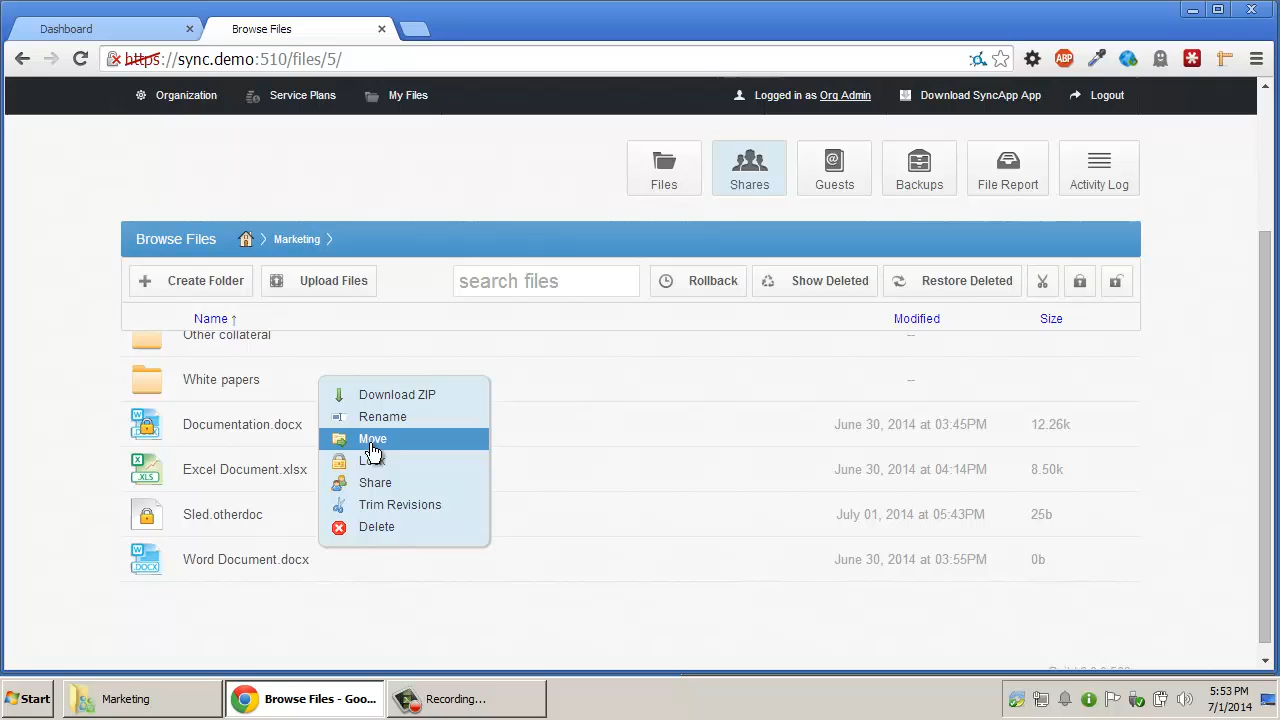 Dashboard
Browse Files
https://sync.demo:510/files/5/
ABP
Organization
Service Plans
My Files
Logged in as Org Admin
Download SyncApp App
Logout
Files
Shares
Guests
Backups
File Report
Activity Log
Browse Files
Marketing
Create Folder
Upload Files
search files
Rollback
Show Deleted
Restore Deleted
Name ↑
Modified
Size
Other collateral
--
White papers
--
Download ZIP
Rename
Move
Share
Trim Revisions
Delete
Documentation.docx
June 30, 2014 at 03:45PM
12.26k
Excel Document.xlsx
June 30, 2014 at 04:14PM
8.50k
Sled.otherdoc
July 01, 2014 at 05:43PM
25b
Word Document.docx
June 30, 2014 at 03:55PM
0b
Start
Marketing
Browse Files - Goo...
Recording...
5:53 PM
7/1/2014